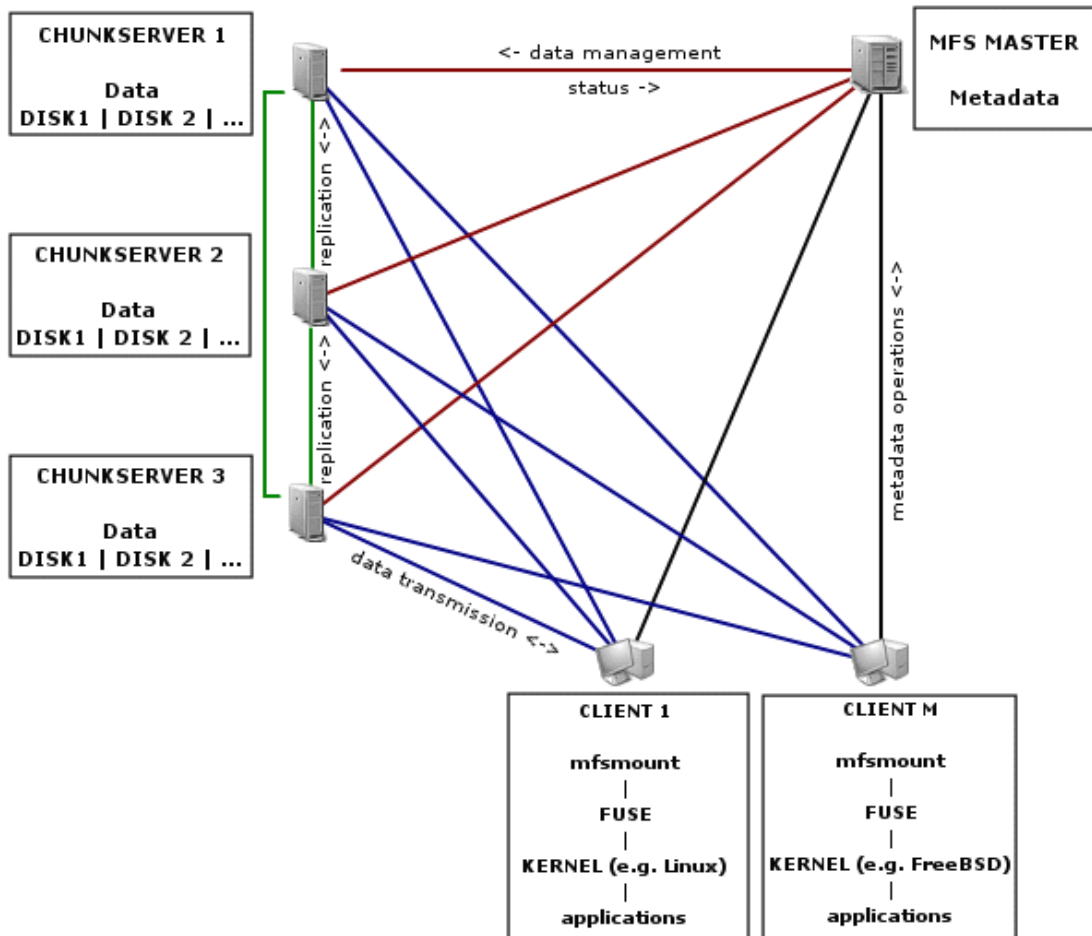 CHUNKSERVER 1
Data
DISK1 | DISK 2 | ...
<- data management
status ->
MFS MASTER
Metadata
replication <->
CHUNKSERVER 2
Data
DISK1 | DISK 2 | ...
replication <->
metadata operations <->
CHUNKSERVER 3
Data
DISK1 | DISK 2 | ...
data transmission <->
CLIENT 1
mfsmount
|
FUSE
|
KERNEL (e.g. Linux)
|
applications
CLIENT M
mfsmount
|
FUSE
|
KERNEL (e.g. FreeBSD)
|
applications